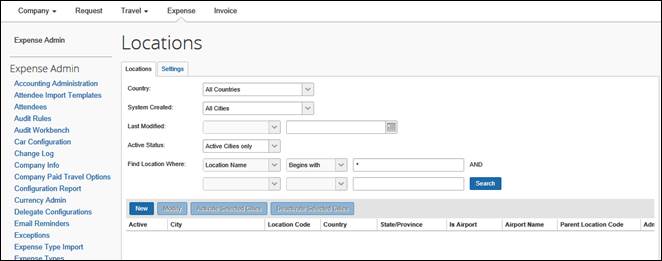 Company Request Travel Expense Invoice
Expense Admin
Expense Admin
Accounting Administration
Attendee Import Templates
Attendees
Audit Rules
Audit Workbench
Car Configuration
Change Log
Company Info
Company Paid Travel Options
Configuration Report
Currency Admin
Delegate Configurations
Email Reminders
Exceptions
Expense Type Import
Expense Types
Locations
Locations Settings
Country: All Countries
System Created: All Cities
Last Modified:
Active Status: Active Cities only
Find Location Where: Location Name Begins with * AND
Search
New Modify Activate Selected Cities Deactivate Selected Cities
Active City Location Code Country State/Province Is Airport Airport Name Parent Location Code Adm